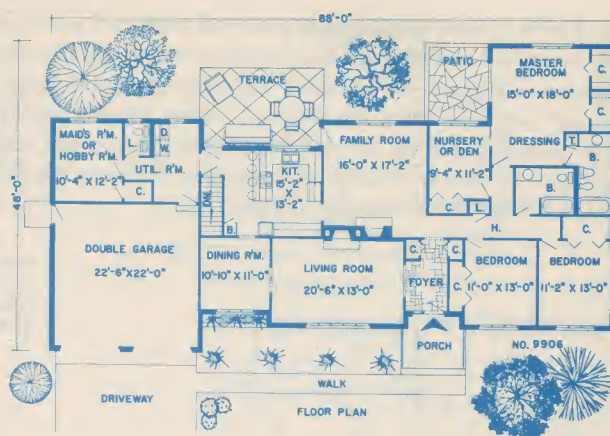 88'-0"
48'-0"
TERRACE
PATIO
MASTER
BEDROOM
15'-0" X 18'-0"
C.
C.
MAID'S R'M.
OR
HOBBY R'M.
10'-4" X 12'-2"
L.
D.
W.
UTIL. R'M.
C.
KIT.
15'-2"
X
13'-2"
FAMILY ROOM
16'-0" X 17'-2"
NURSERY
OR DEN
9'-4" X 11'-2"
DRESSING
T.
B.
B.
C.
L.
DN.
B.
H.
C.
DOUBLE GARAGE
22'-6" X 22'-0"
DINING R'M.
10'-10" X 11'-0"
LIVING ROOM
20'-6" X 13'-0"
C.
C.
FOYER
C.
BEDROOM
11'-0" X 13'-0"
BEDROOM
11'-2" X 13'-0"
PORCH
NO. 9906
WALK
DRIVEWAY
FLOOR PLAN